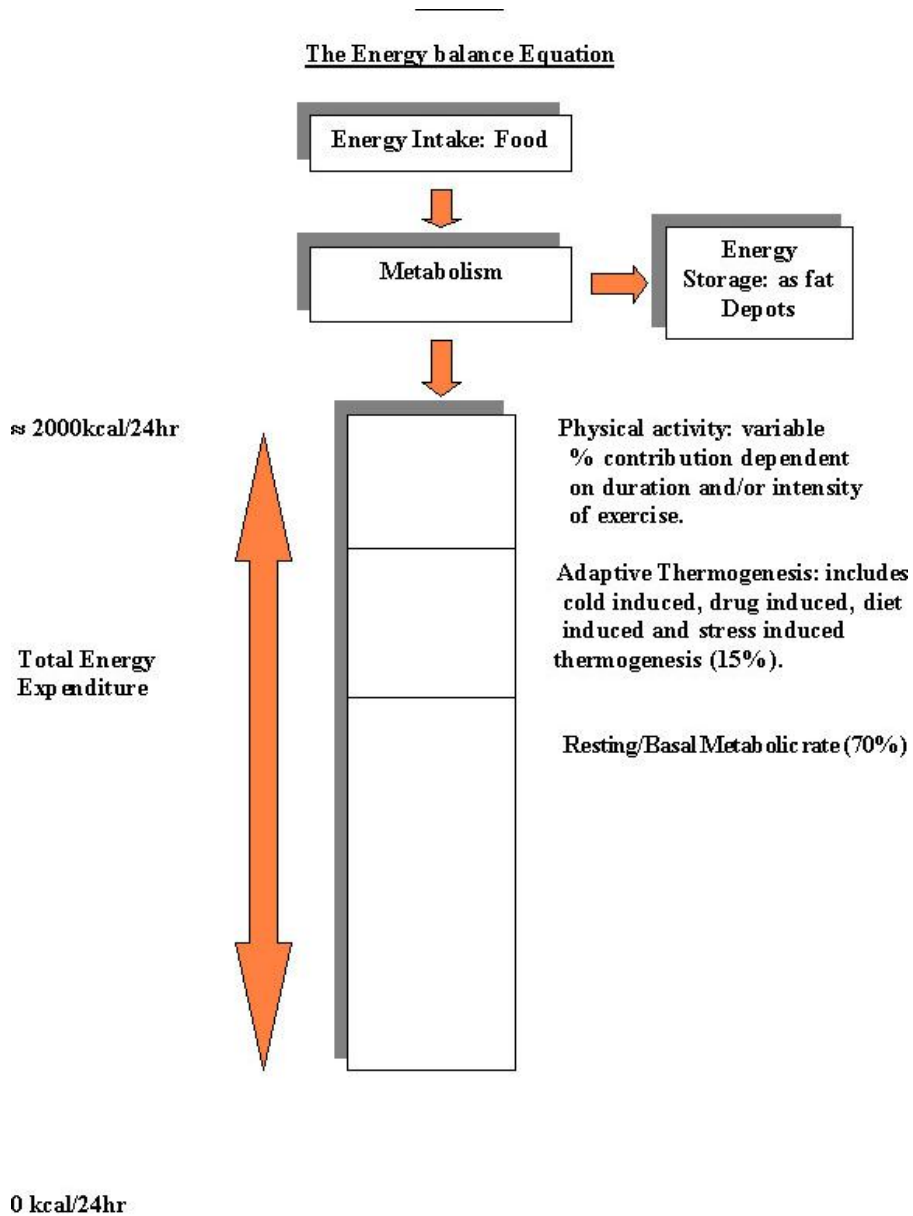 The Energy balance Equation
Energy Intake: Food
Metabolism
Energy
Storage: as fat
Depots
≈ 2000kcal/24hr
Physical activity: variable
% contribution dependent
on duration and/or intensity
of exercise.
Adaptive Thermogenesis: includes
cold induced, drug induced, diet
induced and stress induced
thermogenesis (15%).
Total Energy
Expenditure
Resting/Basal Metabolic rate (70%)
0 kcal/24hr